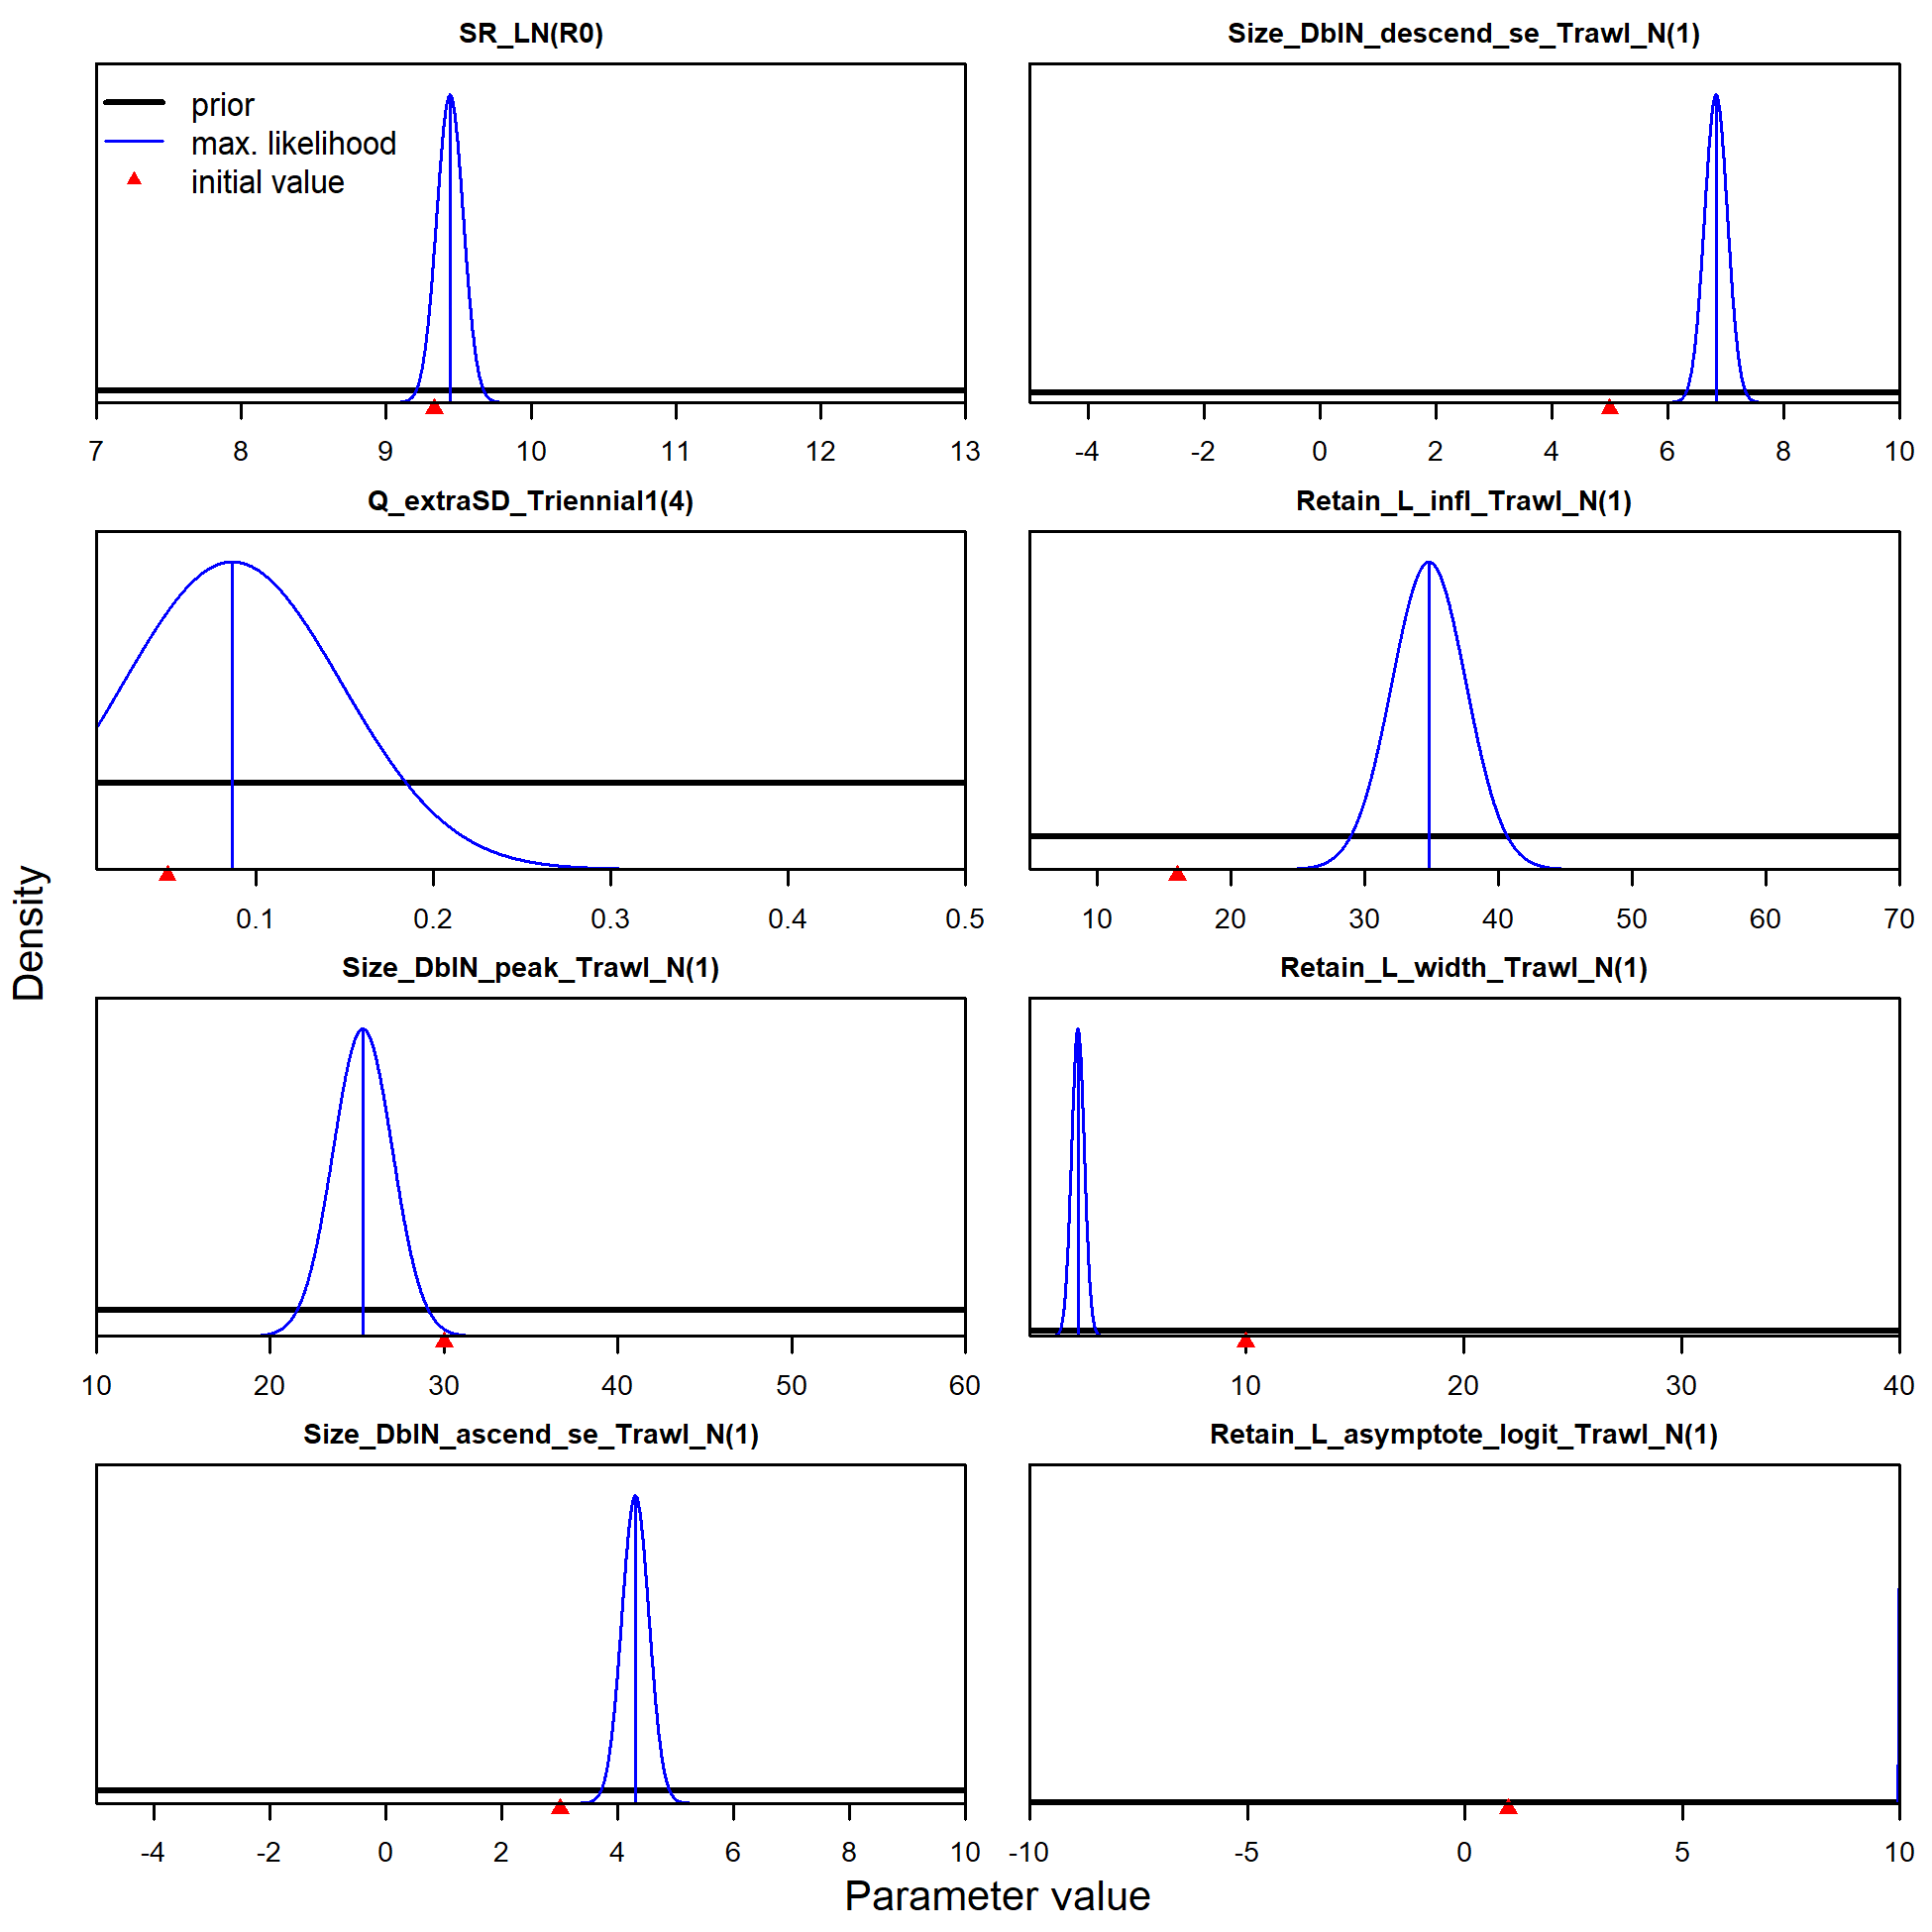 SR_LN(R0)
prior
max. likelihood
initial value
7 8 9 10 11 12 13
Size_DblN_descend_se_Trawl_N(1)
-4 -2 0 2 4 6 8 10
Q_extraSD_Triennial1(4)
0.1 0.2 0.3 0.4 0.5
Retain_L_infl_Trawl_N(1)
10 20 30 40 50 60 70
Density
Size_DblN_peak_Trawl_N(1)
10 20 30 40 50 60
Retain_L_width_Trawl_N(1)
10 20 30 40
Size_DblN_ascend_se_Trawl_N(1)
-4 -2 0 2 4 6 8 10
Retain_L_asymptote_logit_Trawl_N(1)
-10 -5 0 5 10
Parameter value